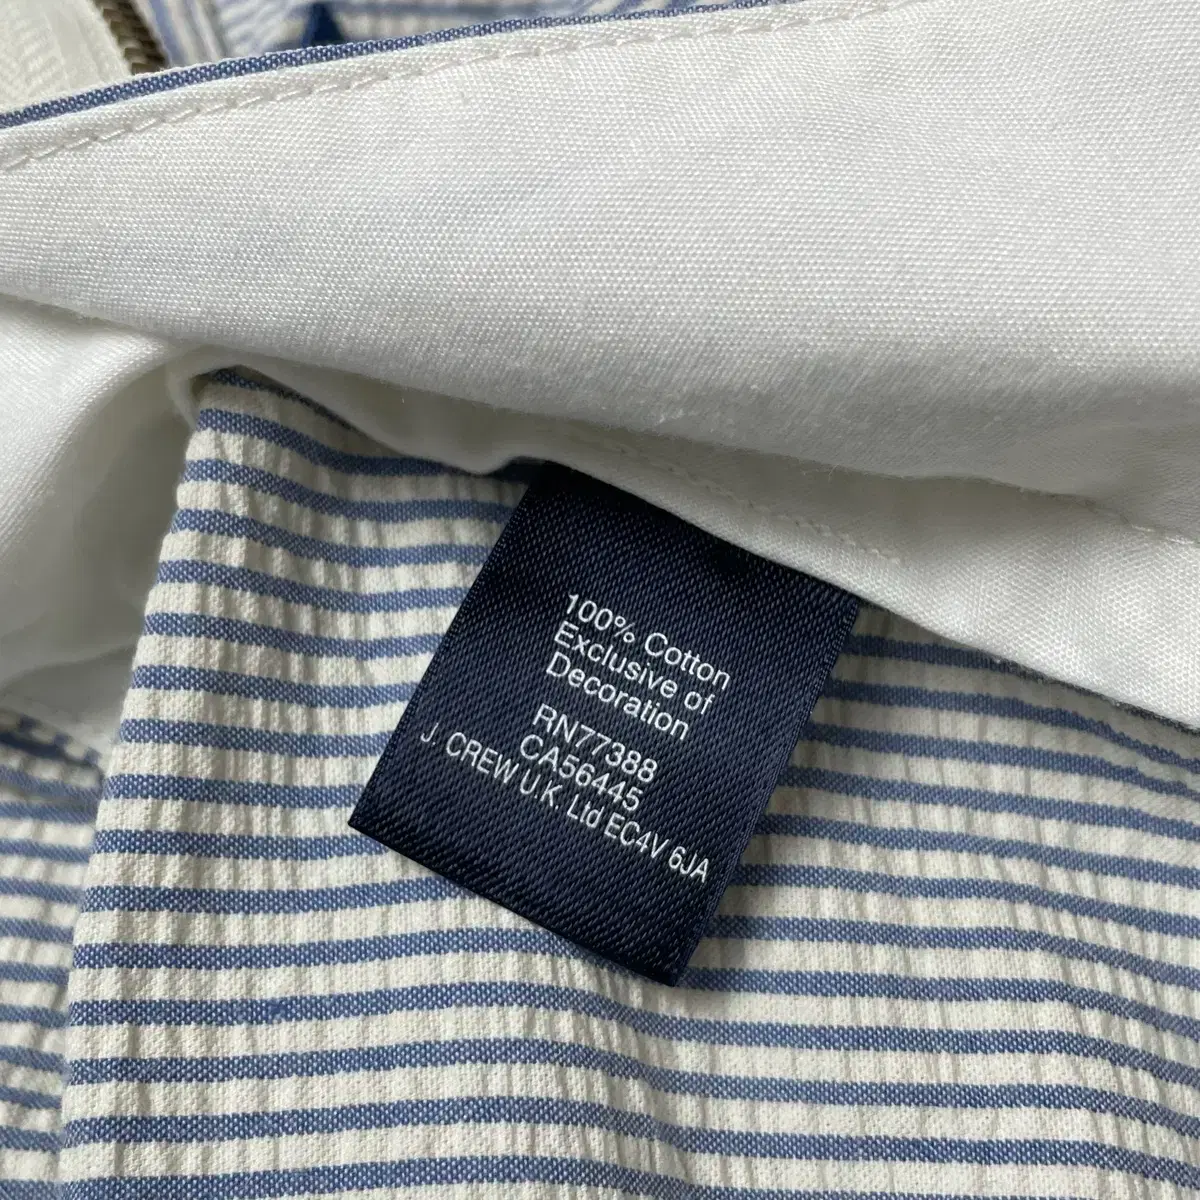 100% Cotton
Exclusive of
Decoration
RN77388
CA56445
J. CREW U.K. Ltd EC4V 6JA